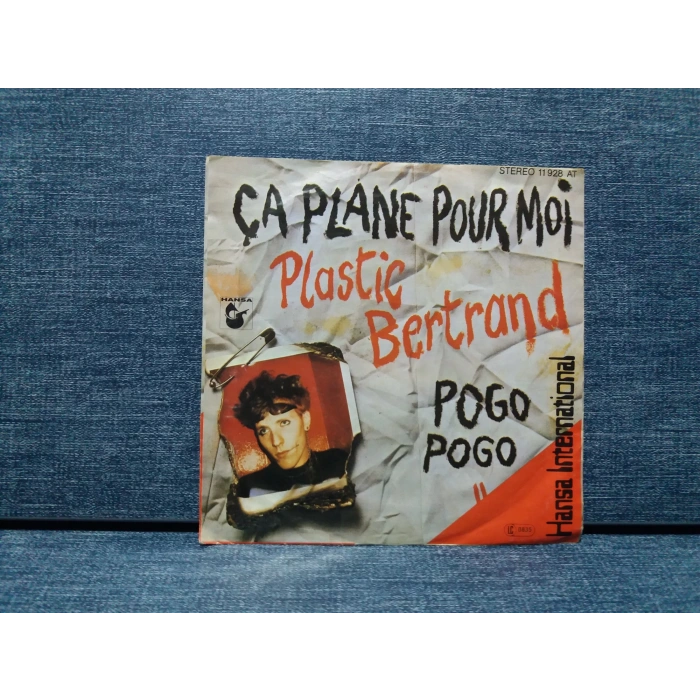 STEREO 11 928 AT
ÇA PLANE POUR MOi
Plastic
Bertrand
HANSA
POGO
POGO
Hansa International